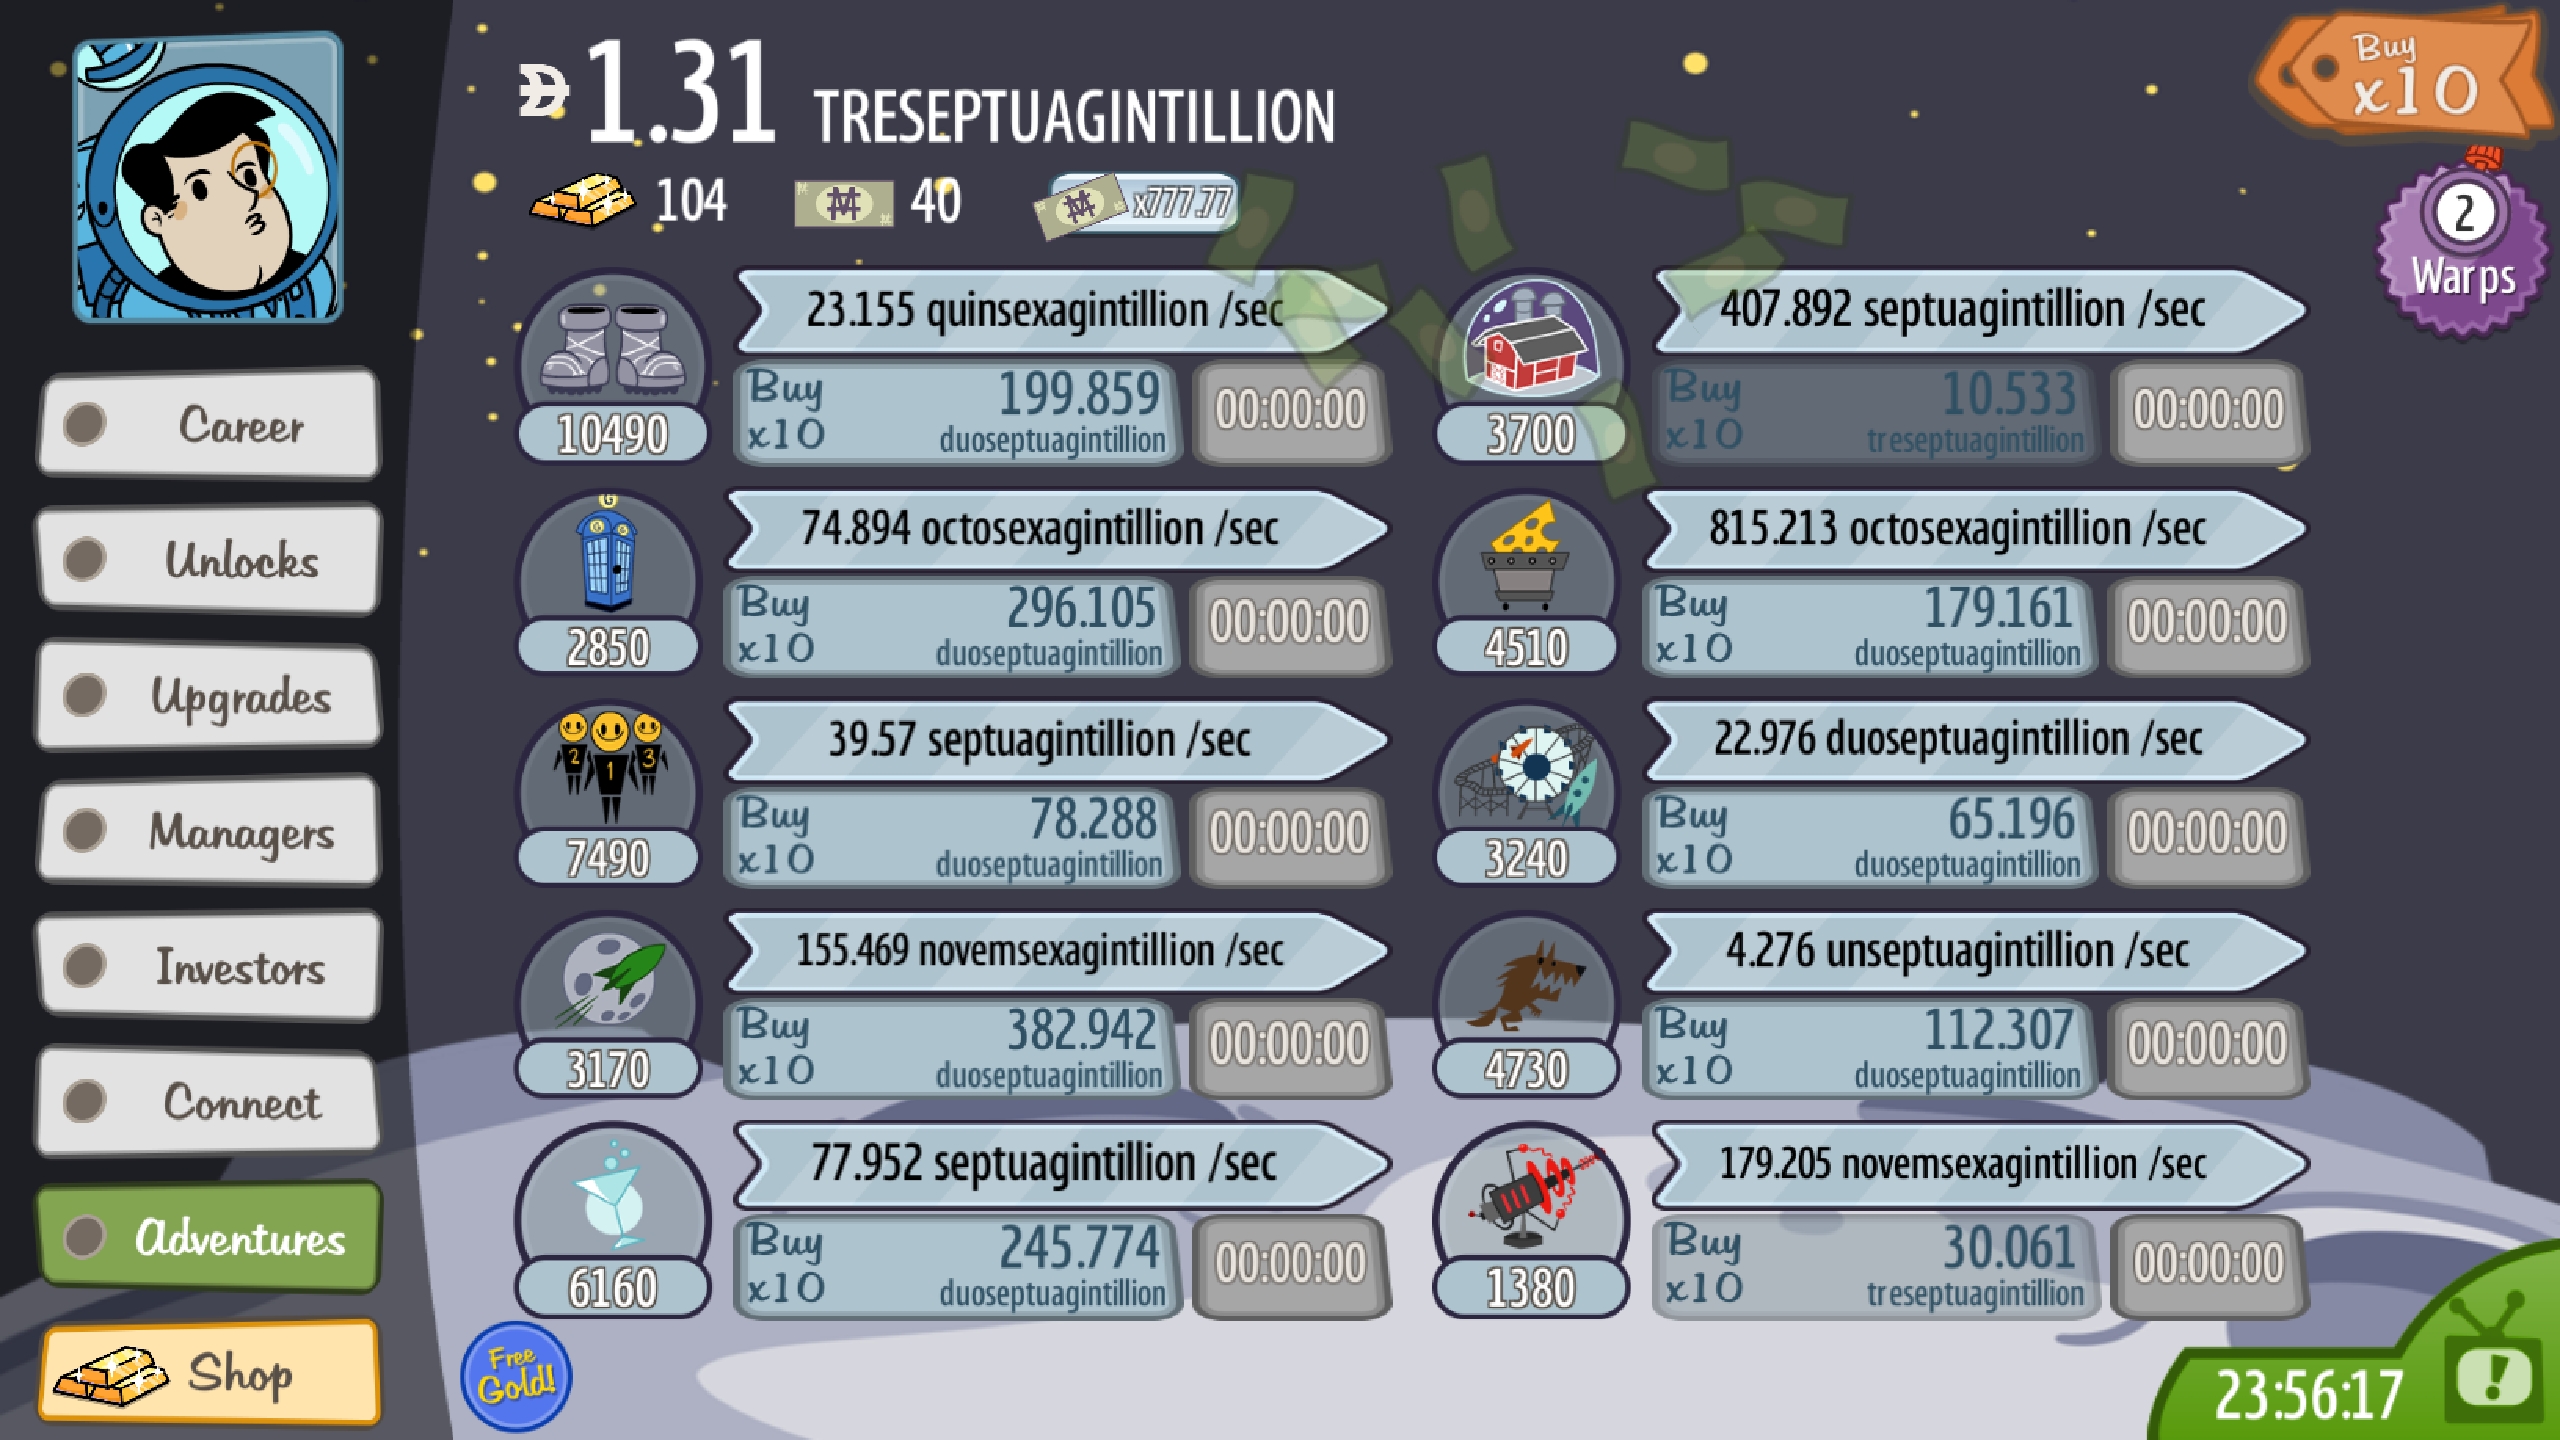 1.31 TRESEPTUAGINTILLION
104
40
x777.77
Buy
x10
2
Warps
Career
Unlocks
Upgrades
Managers
Investors
Connect
Adventures
Shop
23.155 quinsexagintillion /sec
10490
Buy
x10
199.859
duoseptuagintillion
00:00:00
407.892 septuagintillion /sec
3700
Buy
x10
10.533
treseptuagintillion
00:00:00
G
G G
74.894 octosexagintillion /sec
2850
Buy
x10
296.105
duoseptuagintillion
00:00:00
815.213 octosexagintillion /sec
4510
Buy
x10
179.161
duoseptuagintillion
00:00:00
2 1 3
39.57 septuagintillion /sec
7490
Buy
x10
78.288
duoseptuagintillion
00:00:00
22.976 duoseptuagintillion /sec
3240
Buy
x10
65.196
duoseptuagintillion
00:00:00
155.469 novemsexagintillion /sec
3170
Buy
x10
382.942
duoseptuagintillion
00:00:00
4.276 unseptuagintillion /sec
4730
Buy
x10
112.307
duoseptuagintillion
00:00:00
77.952 septuagintillion /sec
6160
Buy
x10
245.774
duoseptuagintillion
00:00:00
179.205 novemsexagintillion /sec
1380
Buy
x10
30.061
treseptuagintillion
00:00:00
Free
Gold!
23:56:17
!